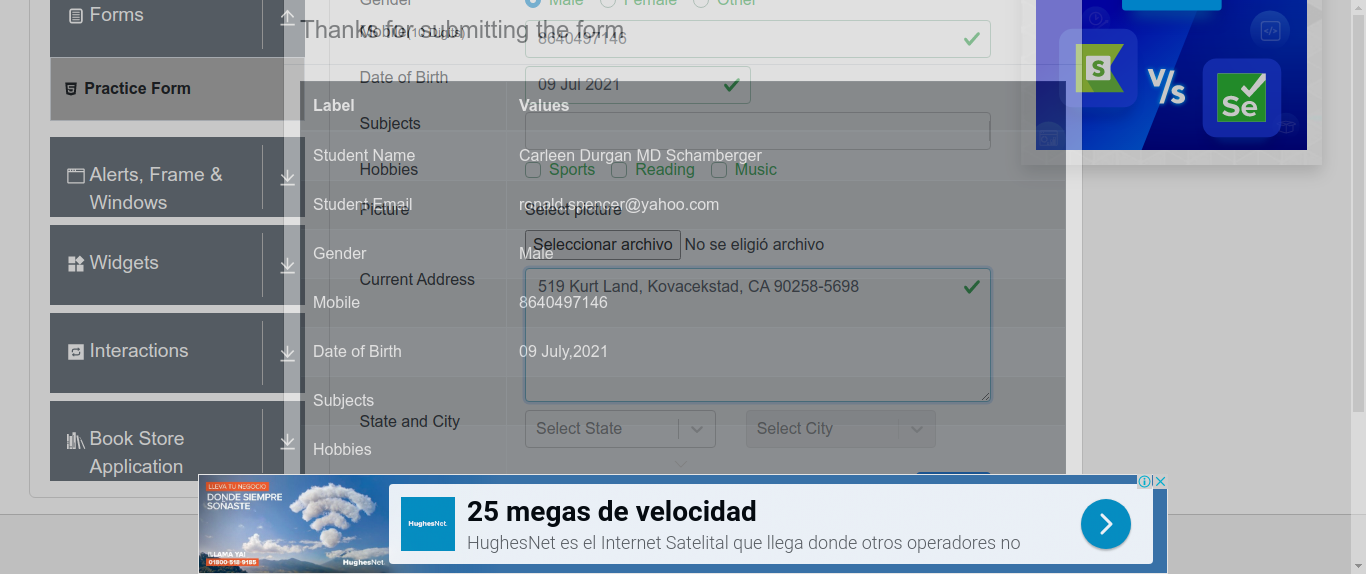 Forms
Practice Form
Alerts, Frame &
Windows
Widgets
Interactions
Book Store
Application
Thanks for submitting the form
Label Values
Student Name Carleen Durgan MD Schamberger
Student Email ronald.spencer@yahoo.com
Gender Male
Mobile 8640497146
Date of Birth 09 July,2021
Subjects
Hobbies
Gender Male Female Other
Mobile(10 Digits) 8640497146
Date of Birth 09 Jul 2021
Subjects
Hobbies Sports Reading Music
Picture Select picture
Seleccionar archivo No se eligió archivo
Current Address 519 Kurt Land, Kovacekstad, CA 90258-5698
State and City Select State Select City
S V/s Se
LLEVA TU NEGOCIO
DONDE SIEMPRE
SOÑASTE
¡LLAMA YA!
01800-518-9195
HughesNet
HughesNet
25 megas de velocidad
HughesNet es el Internet Satelital que llega donde otros operadores no